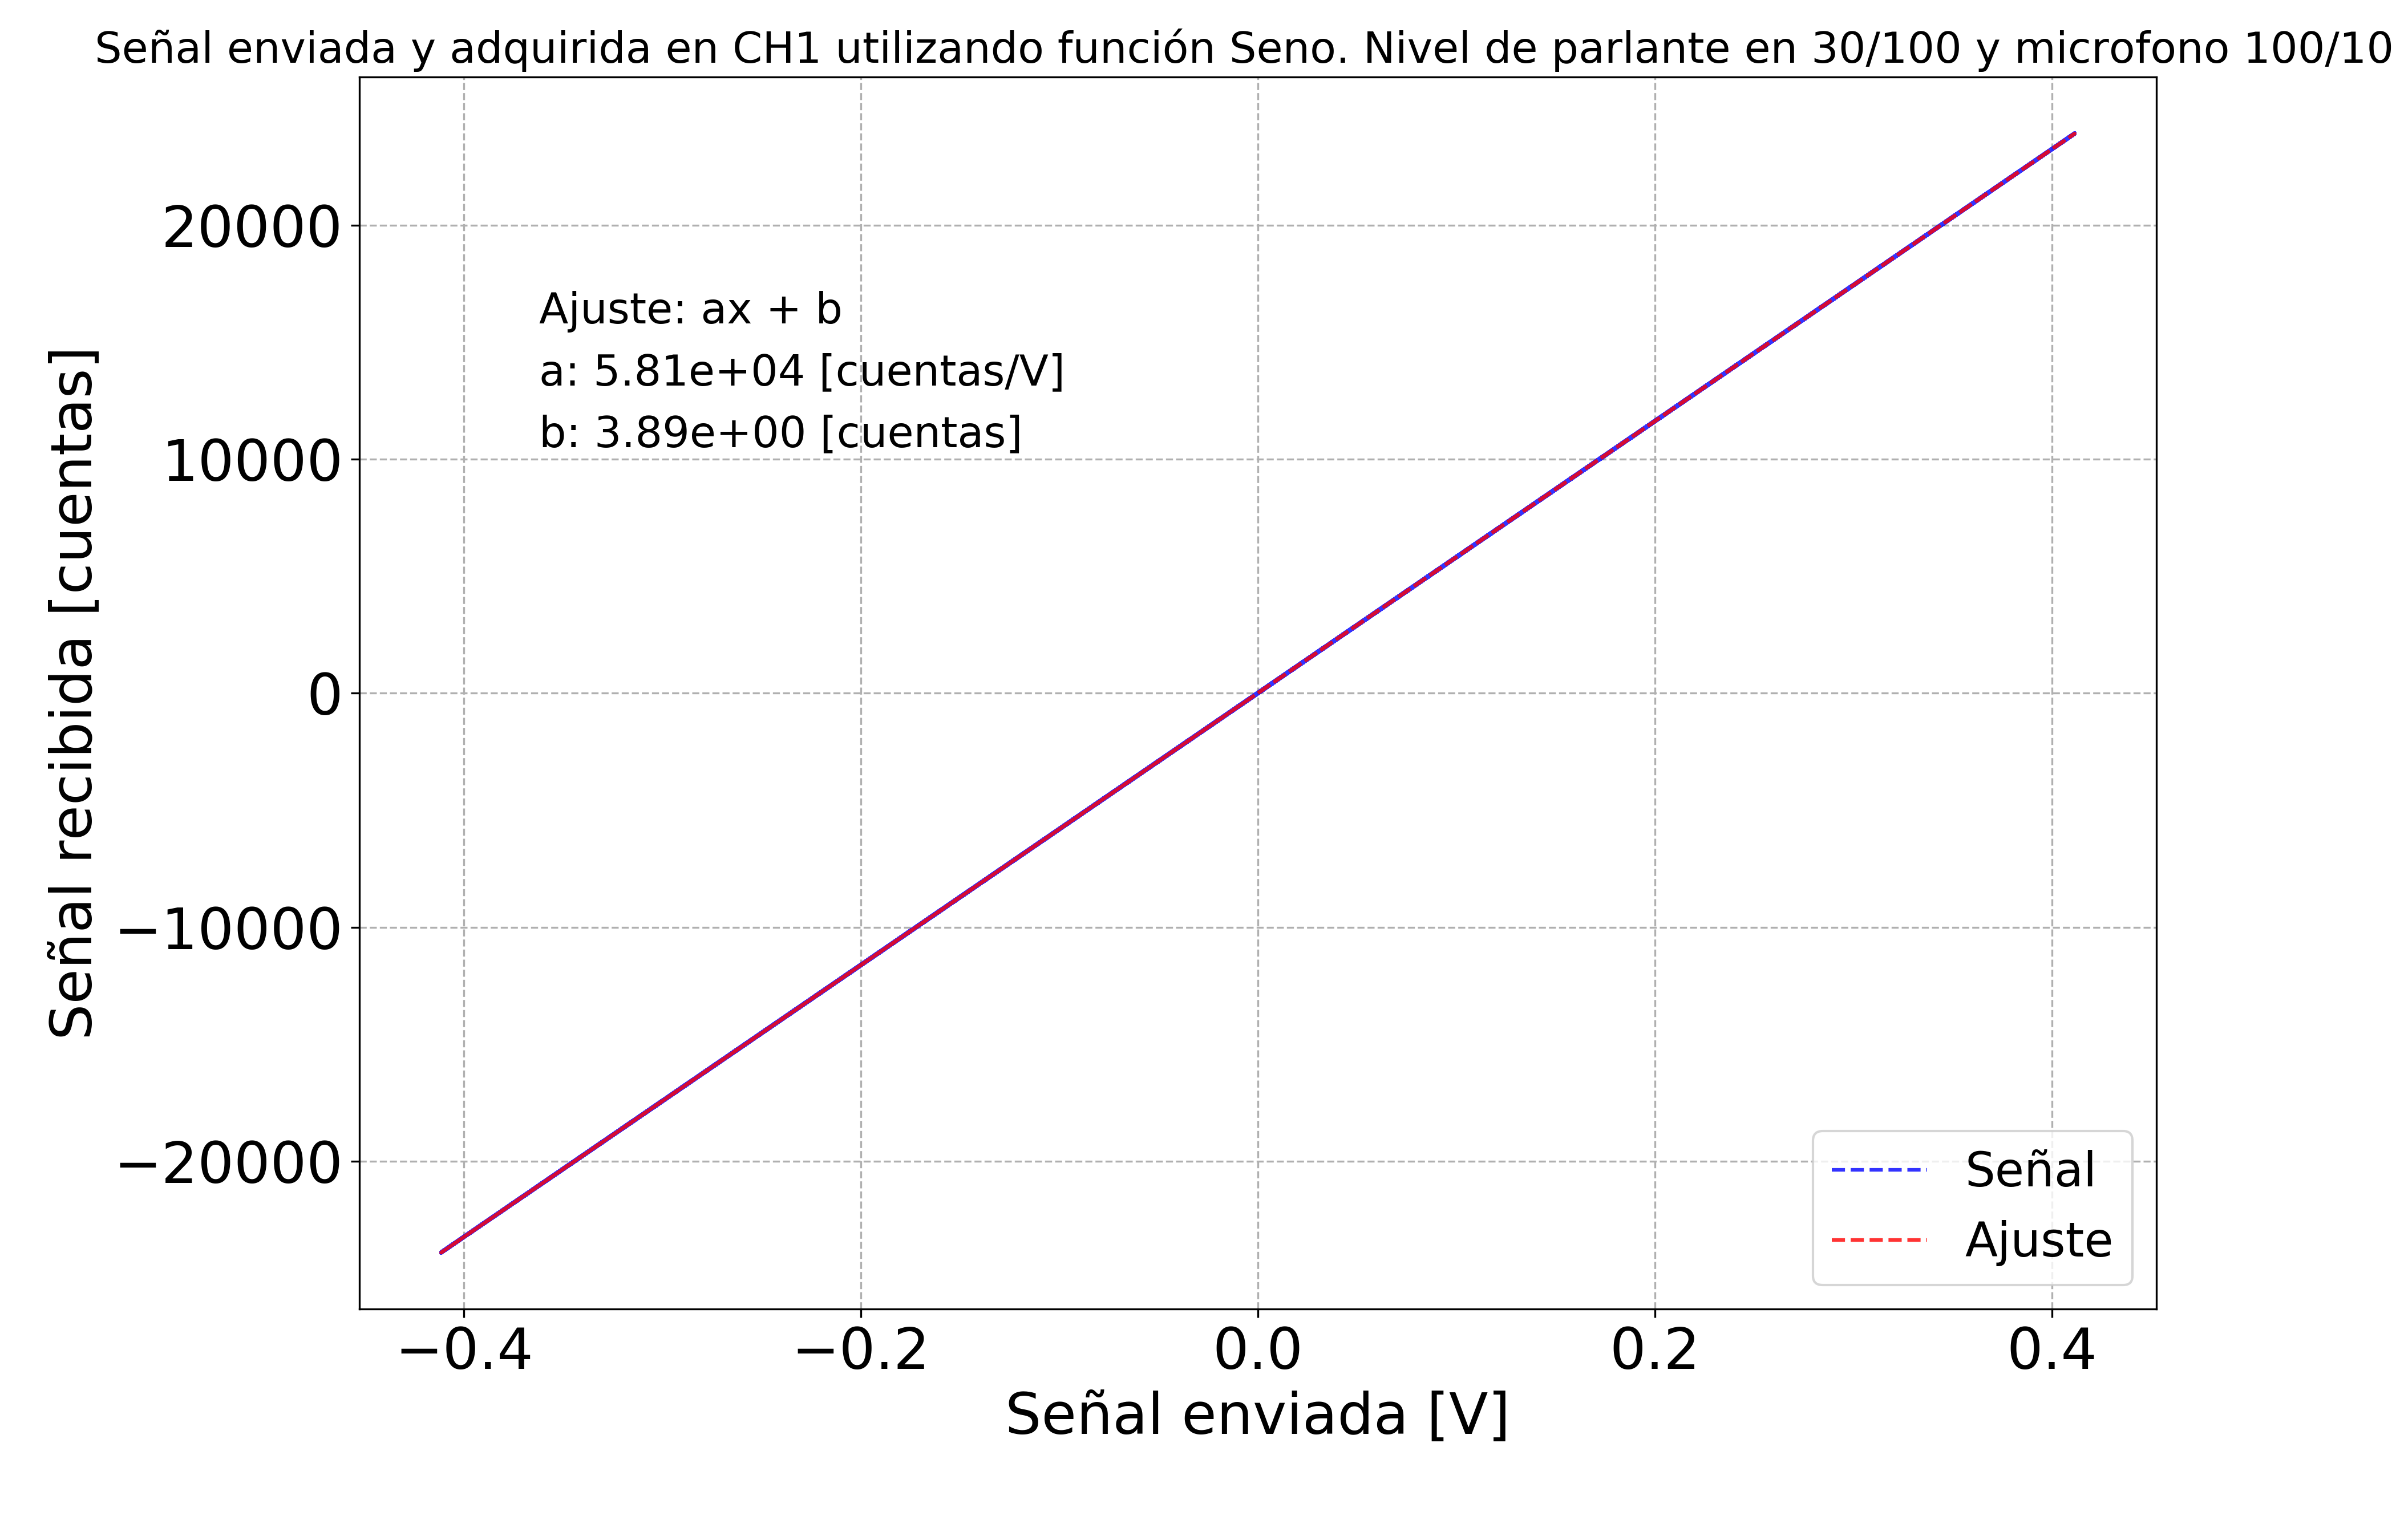 Señal enviada y adquirida en CH1 utilizando función Seno. Nivel de parlante en 30/100 y microfono 100/10
20000
10000
0
−10000
−20000
Señal recibida [cuentas]
Ajuste: ax + b
a: 5.81e+04 [cuentas/V]
b: 3.89e+00 [cuentas]
Señal
Ajuste
−0.4
−0.2
0.0
0.2
0.4
Señal enviada [V]